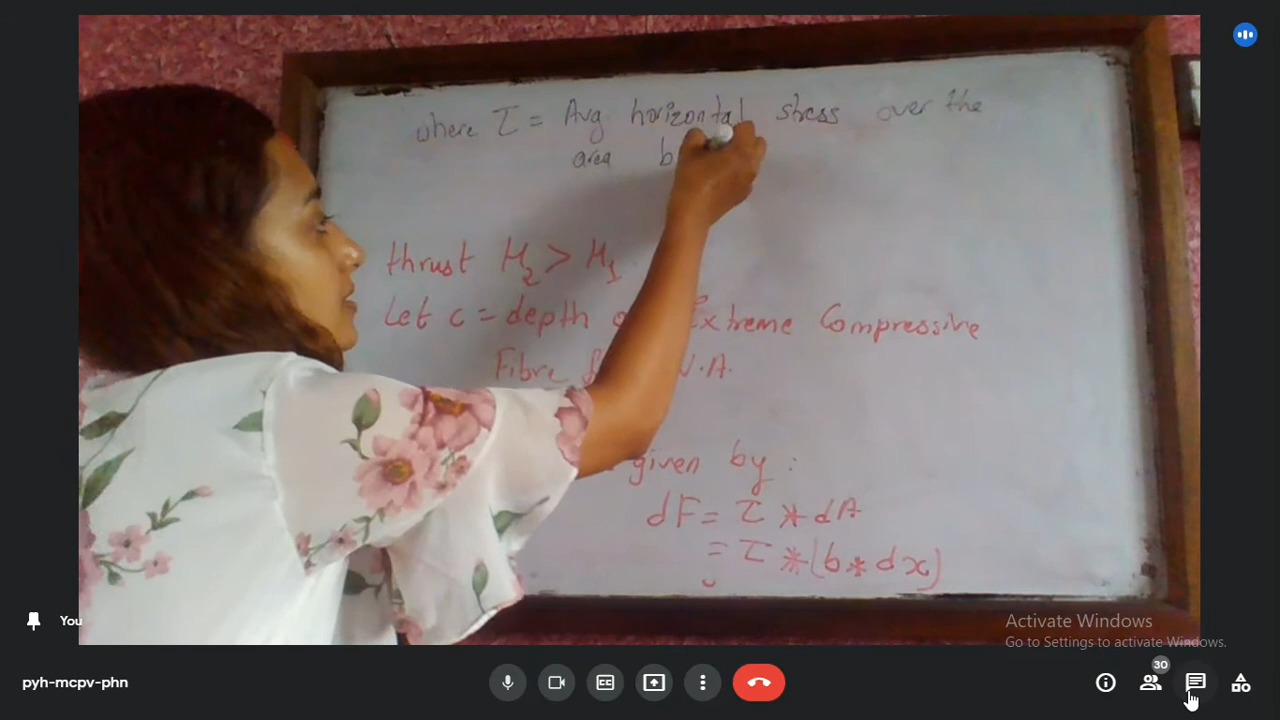 where τ = Avg horizontal stress over the
area b
thrust H₂ > H₁
Let c = depth Extreme Compressive
Fibre N.A.
given by :
dF = τ * dA
= τ * (b * dx)
You
Activate Windows
Go to Settings to activate Windows.
pyh-mcpv-phn
CC
30